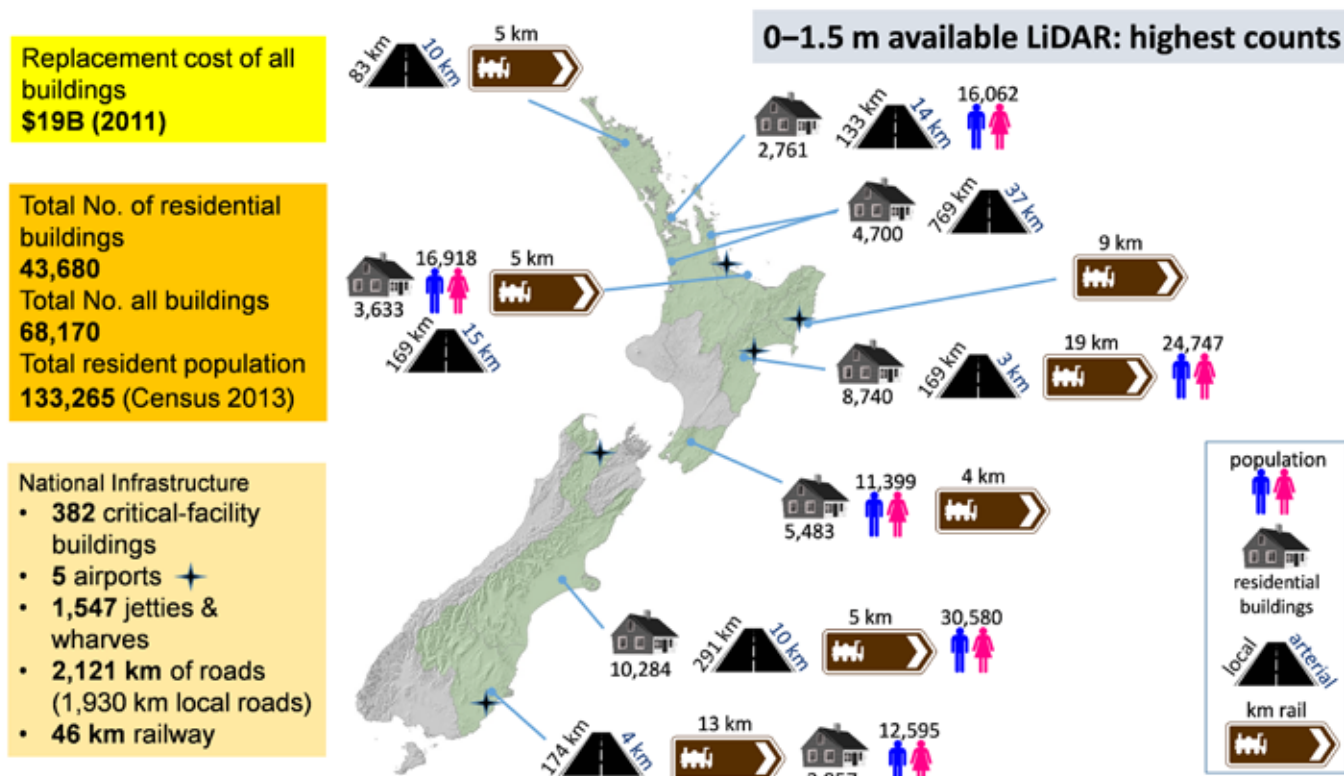 0–1.5 m available LiDAR: highest counts
Replacement cost of all
buildings
$19B (2011)
Total No. of residential
buildings
43,680
Total No. all buildings
68,170
Total resident population
133,265 (Census 2013)
National Infrastructure
• 382 critical-facility
buildings
• 5 airports
• 1,547 jetties &
wharves
• 2,121 km of roads
(1,930 km local roads)
• 46 km railway
83 km
10 km
5 km
2,761
133 km
14 km
16,062
4,700
769 km
37 km
9 km
3,633
16,918
5 km
169 km
15 km
8,740
169 km
3 km
19 km
24,747
5,483
11,399
4 km
10,284
291 km
10 km
5 km
30,580
174 km
4 km
13 km
12,595
population
residential
buildings
local
arterial
km rail